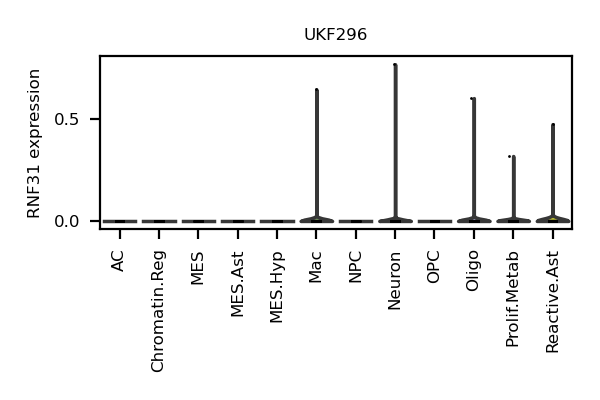 UKF296
RNF31 expression
0.5
0.0
AC
Chromatin.Reg
MES
MES.Ast
MES.Hyp
Mac
NPC
Neuron
OPC
Oligo
Prolif.Metab
Reactive.Ast